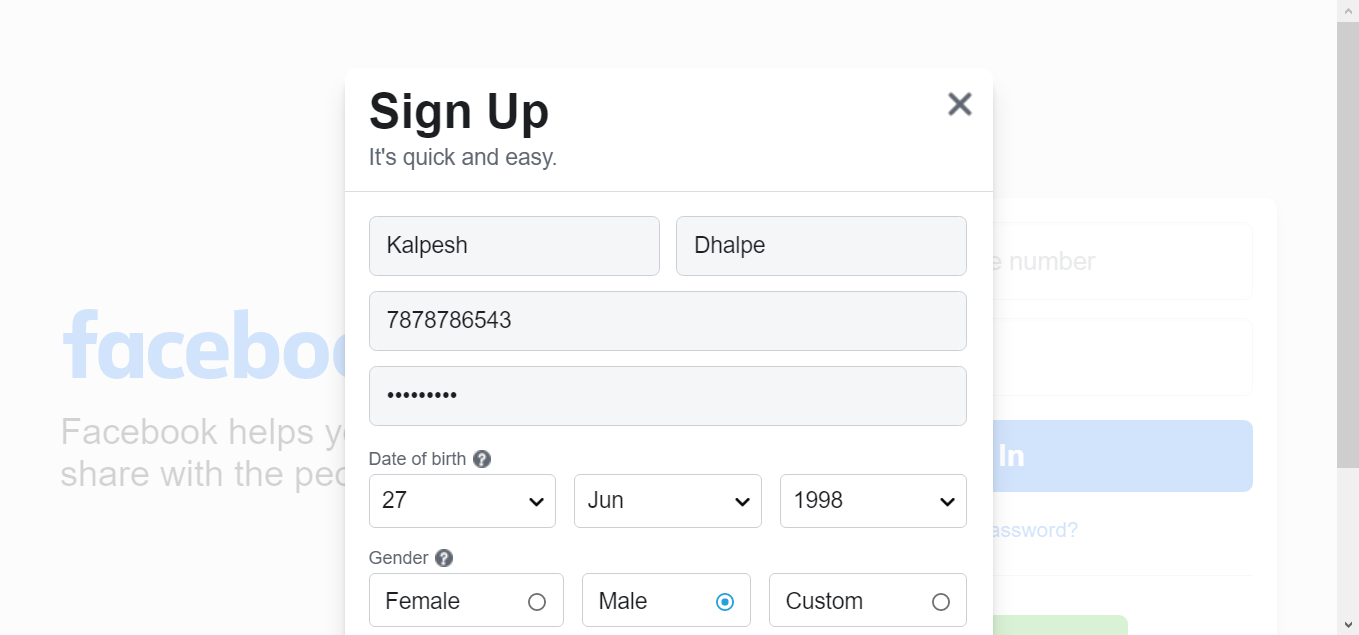 Sign Up
It's quick and easy.
Kalpesh Dhalpe
7878786543
•••••••••
Date of birth
27 Jun 1998
Gender
Female Male Custom
facebo
Facebook helps y
share with the peo
e number
In
assword?